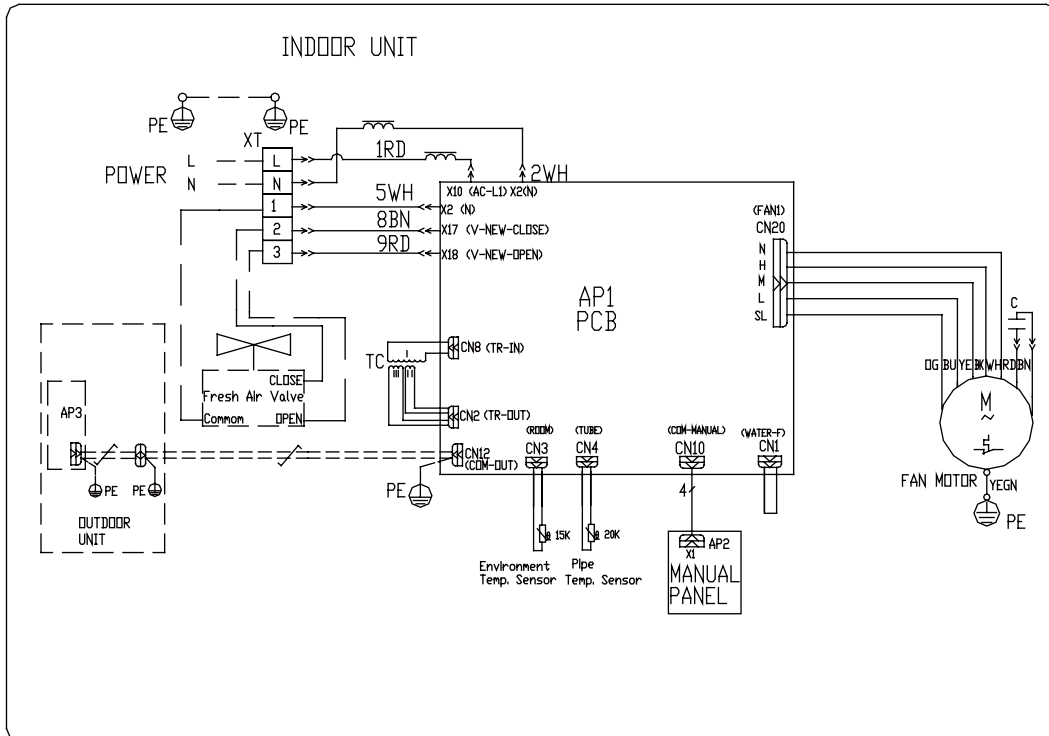 INDOOR UNIT
PE
PE
XT
L
1RD
POWER
L
N
N
2WH
1
5WH
2
8BN
3
9RD
X10 (AC-L1) X2(N)
X2 (N)
X17 (V-NEW-CLOSE)
X18 (V-NEW-OPEN)
(FAN1)
CN20
N
H
M
L
SL
AP1
PCB
C
TC
I
III
II
CN8 (TR-IN)
CN2 (TR-OUT)
CN12
(COM-OUT)
CLOSE
Fresh Air Valve
Commom
OPEN
AP3
PE
PE
OUTDOOR
UNIT
PE
(ROOM)
CN3
(TUBE)
CN4
(COM-MANUAL)
CN10
(WATER-F)
CN1
OG BU YE BK WH RD BN
M
~
FAN MOTOR
YEGN
PE
4
θ 15K
θ 20K
Environment
Temp. Sensor
Pipe
Temp. Sensor
X1
AP2
MANUAL
PANEL